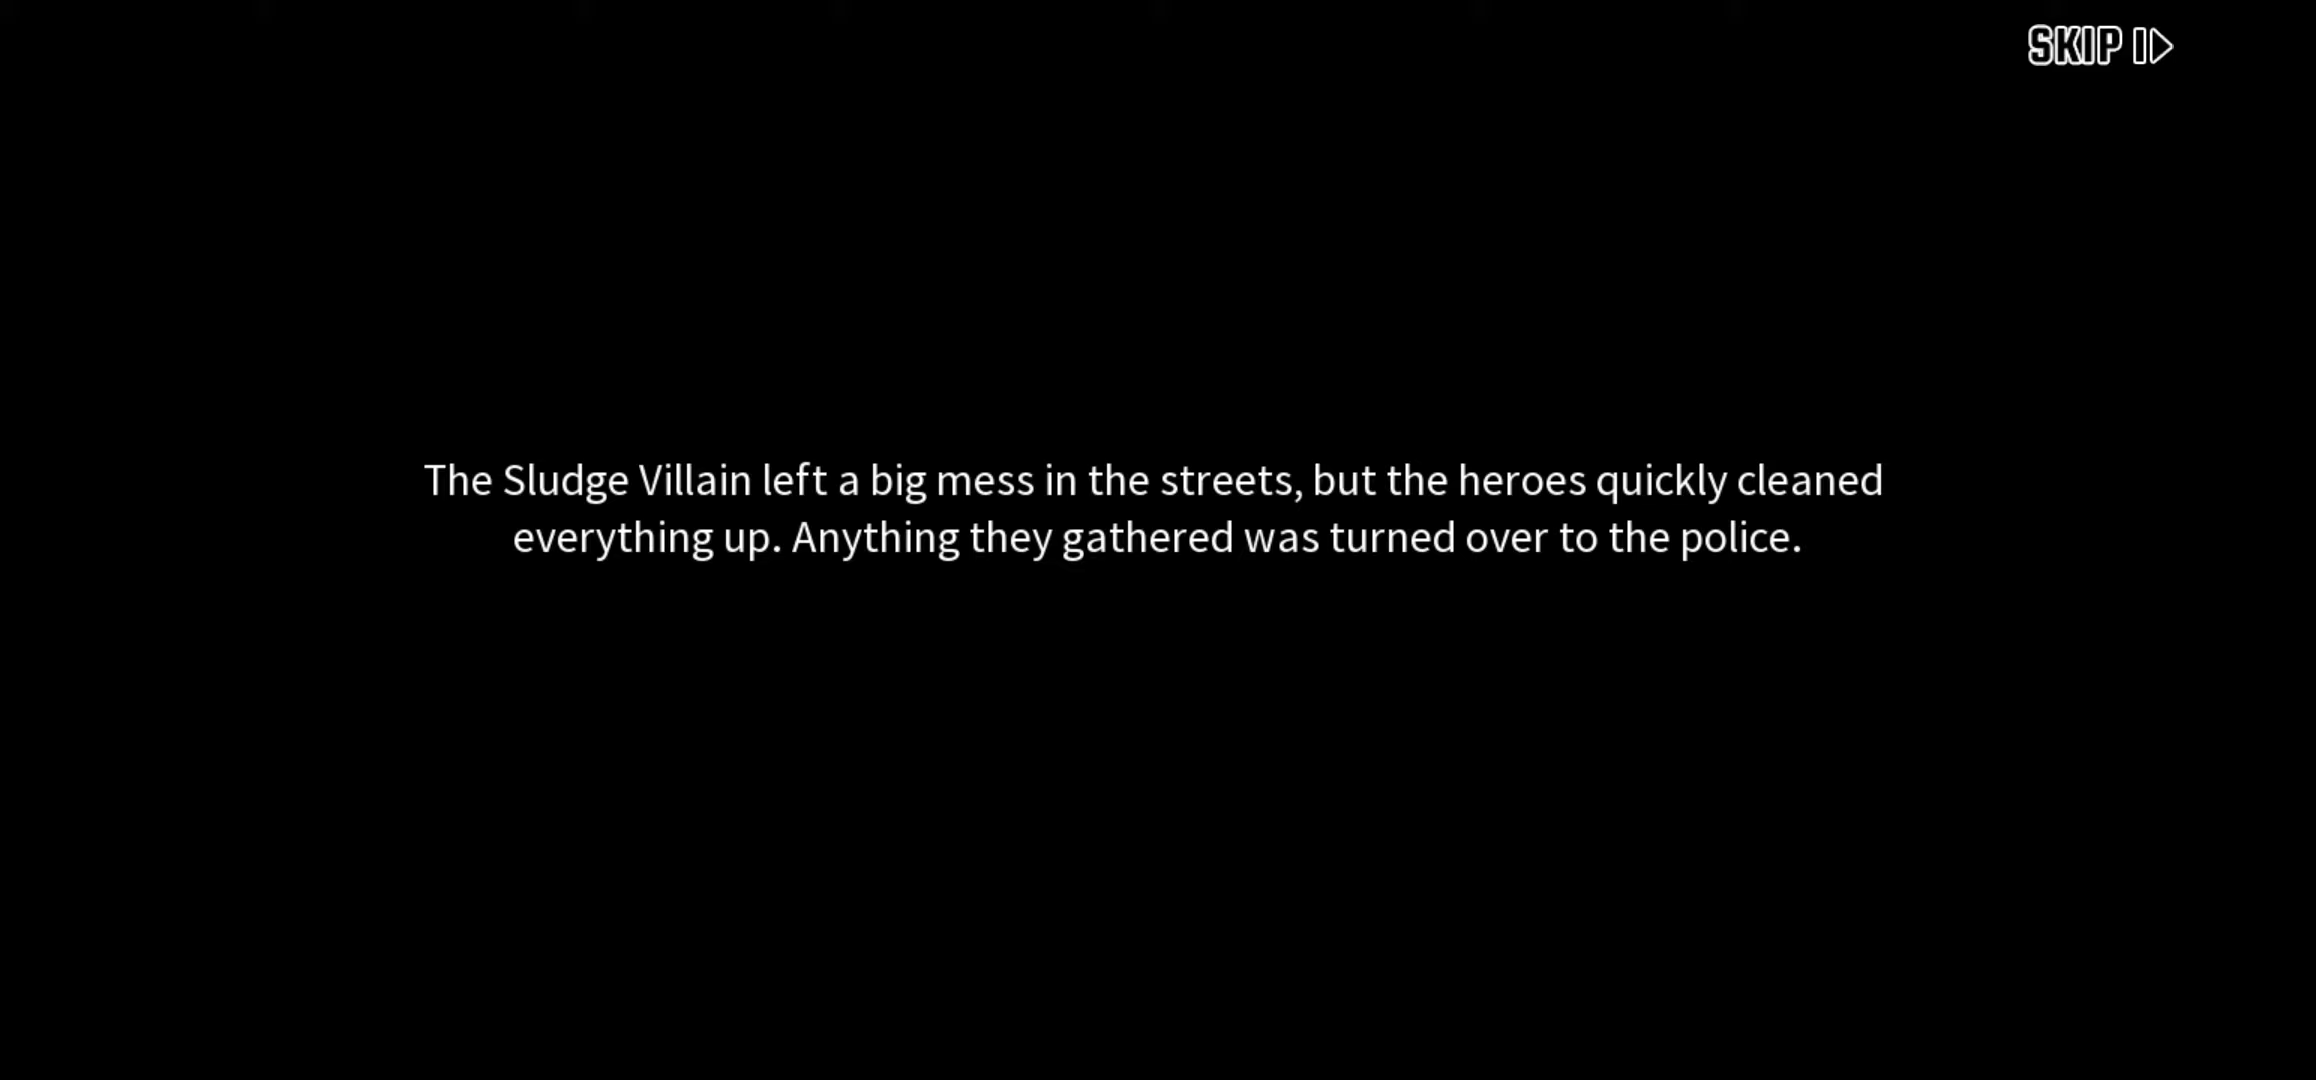 SKIP
The Sludge Villain left a big mess in the streets, but the heroes quickly cleaned
everything up. Anything they gathered was turned over to the police.